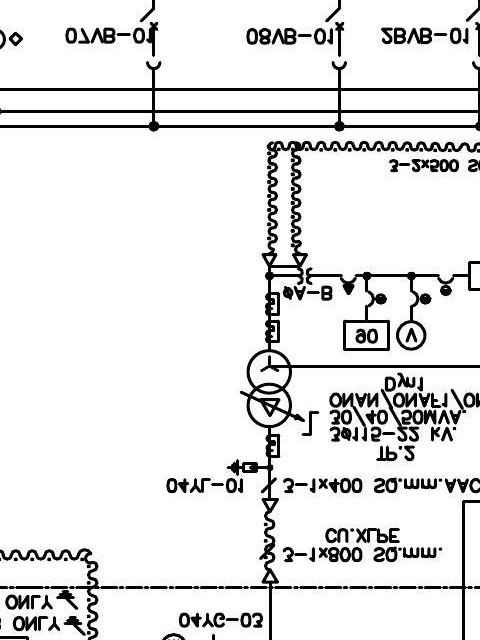 07VB-01 08VB-01 2BVB-01
3-2x500 SQ
øA-B
90 V
Dyn1
ONAN/ONAF1/ON
30/40/50MVA.
3ø115-22 kV.
TP.2
04YL-01 3-1x400 SQ.mm.AAC
CU.XLPE
3-1x800 SQ.mm.
ONLY
ONLY
04YC-03